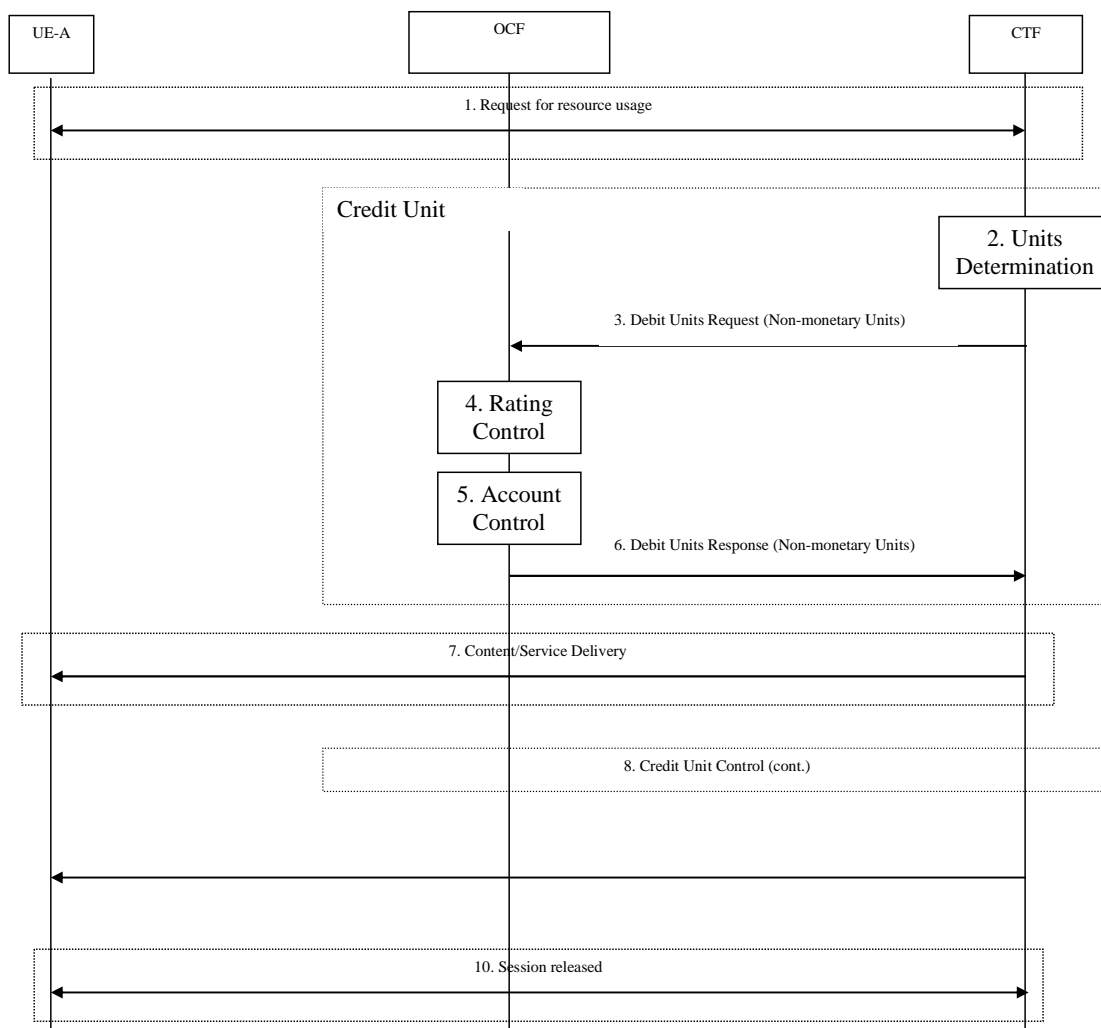 UE-A
OCF
CTF
1. Request for resource usage
Credit Unit
2. Units
Determination
3. Debit Units Request (Non-monetary Units)
4. Rating
Control
5. Account
Control
6. Debit Units Response (Non-monetary Units)
7. Content/Service Delivery
8. Credit Unit Control (cont.)
10. Session released